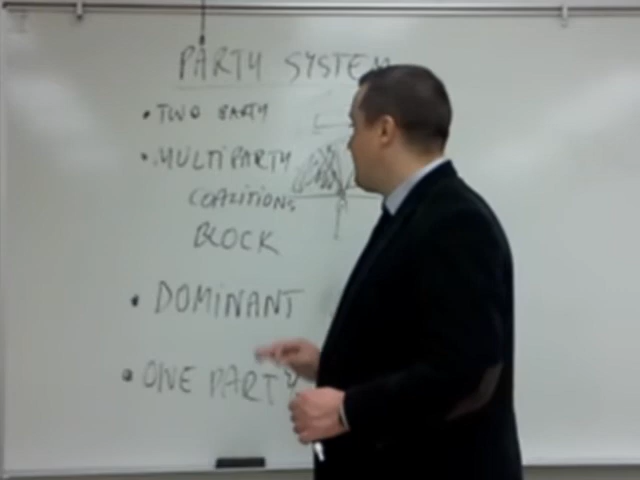 PARTY SYSTEM
• TWO PARTY
• MULTIPARTY
COALITIONS
BLOCK
• DOMINANT
• ONE PARTY